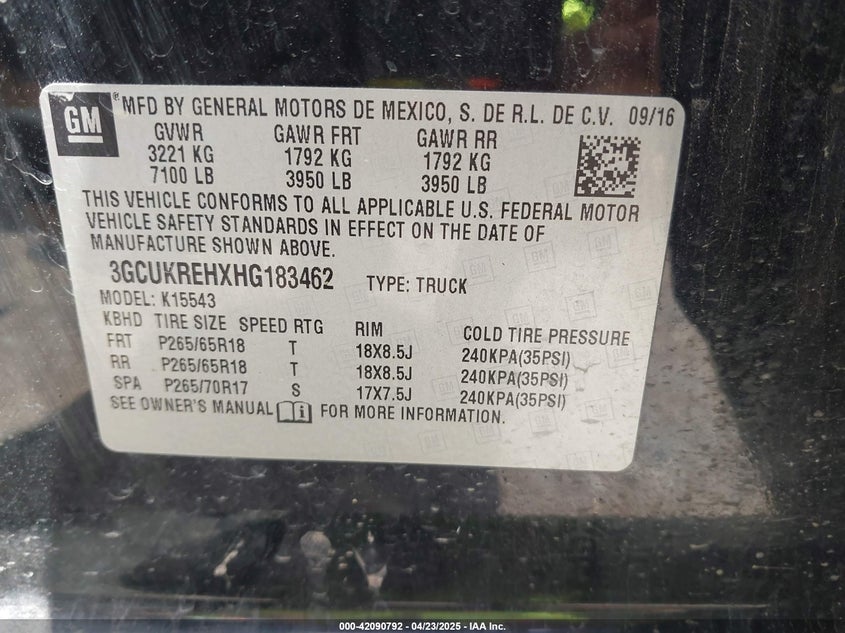 GM
® MFD BY GENERAL MOTORS DE MEXICO, S. DE R.L. DE C.V. 09/16
GVWR GAWR FRT GAWR RR
3221 KG 1792 KG 1792 KG
7100 LB 3950 LB 3950 LB
THIS VEHICLE CONFORMS TO ALL APPLICABLE U.S. FEDERAL MOTOR
VEHICLE SAFETY STANDARDS IN EFFECT ON THE DATE OF
MANUFACTURE SHOWN ABOVE.
3GCUKREHXHG183462 TYPE: TRUCK
MODEL: K15543
KBHD TIRE SIZE SPEED RTG RIM COLD TIRE PRESSURE
FRT P265/65R18 T 18X8.5J 240KPA(35PSI)
RR P265/65R18 T 18X8.5J 240KPA(35PSI)
SPA P265/70R17 S 17X7.5J 240KPA(35PSI)
SEE OWNER'S MANUAL FOR MORE INFORMATION.
000-42090792 - 04/23/2025 - IAA Inc.